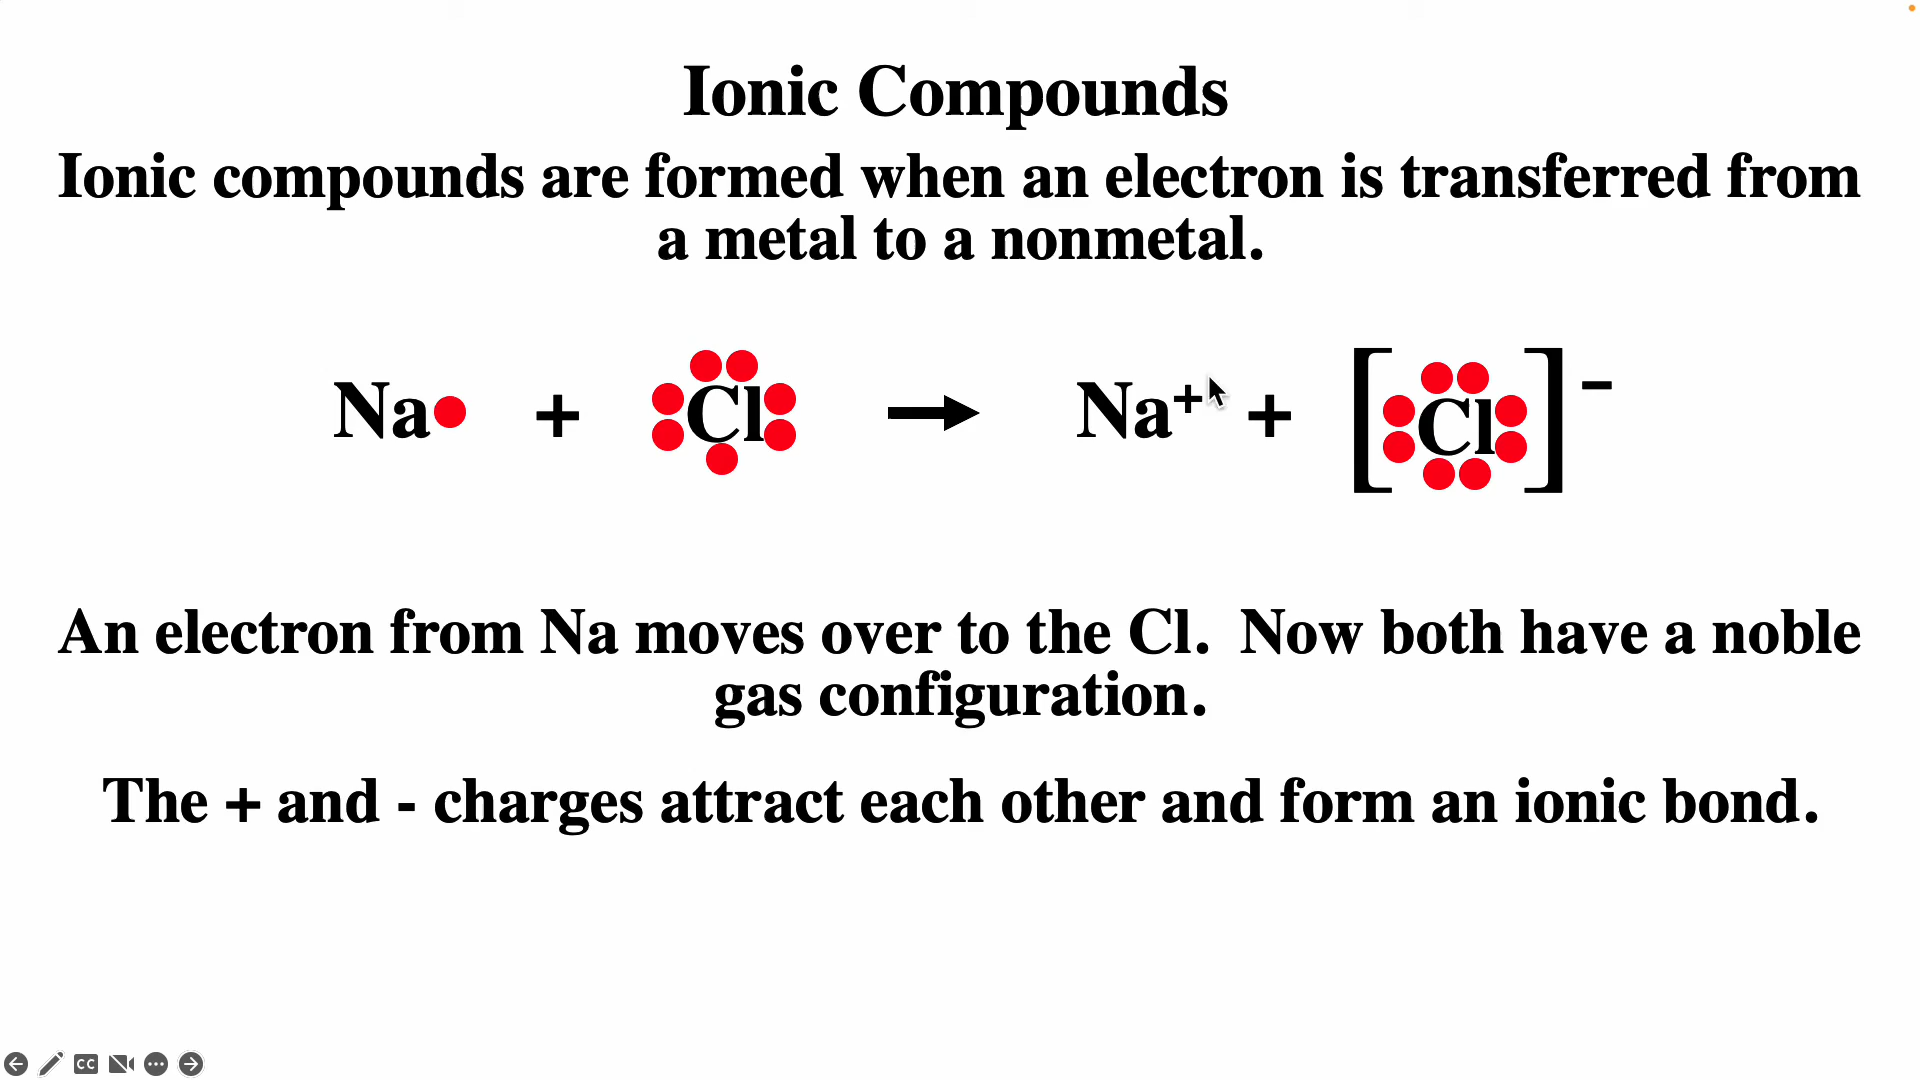 Ionic Compounds
Ionic compounds are formed when an electron is transferred from
a metal to a nonmetal.
Na + Cl → Na⁺ + [Cl]⁻
An electron from Na moves over to the Cl.  Now both have a noble
gas configuration.
The + and - charges attract each other and form an ionic bond.
CC